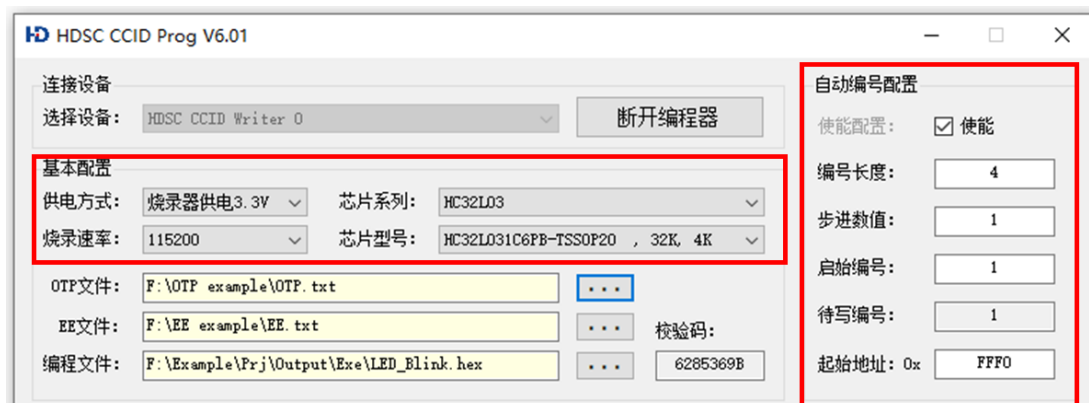 HD HDSC CCID Prog V6.01
连接设备
选择设备: HDSC CCID Writer 0 断开编程器
基本配置
供电方式: 烧录器供电3.3V 芯片系列: HC32L03
烧录速率: 115200 芯片型号: HC32L031C6PB-TSSOP20 , 32K, 4K
OTP文件: F:\OTP example\OTP.txt ...
EE文件: F:\EE example\EE.txt ... 校验码:
编程文件: F:\Example\Prj\Output\Exe\LED_Blink.hex ... 6285369B
自动编号配置
使能配置: 使能
编号长度: 4
步进数值: 1
启始编号: 1
待写编号: 1
起始地址: 0x FFF0